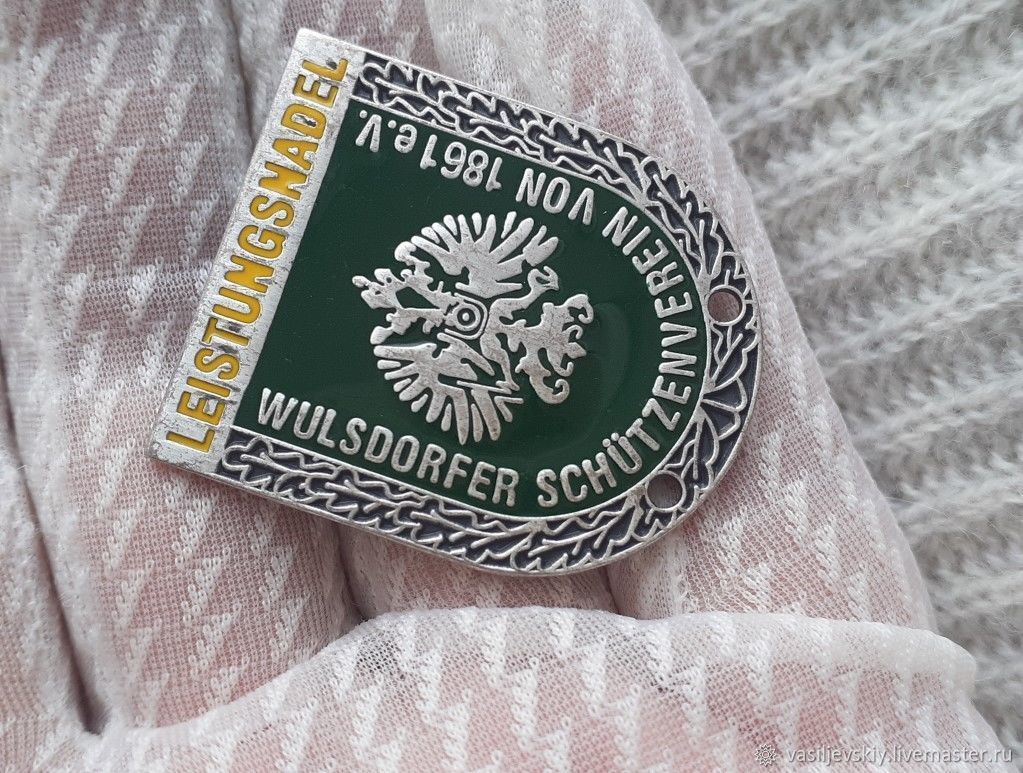 LEISTUNGSNADEL
WULSDORFER SCHÜTZENVEREIN VON 1861 e.V.
vasiljevskiy.livemaster.ru